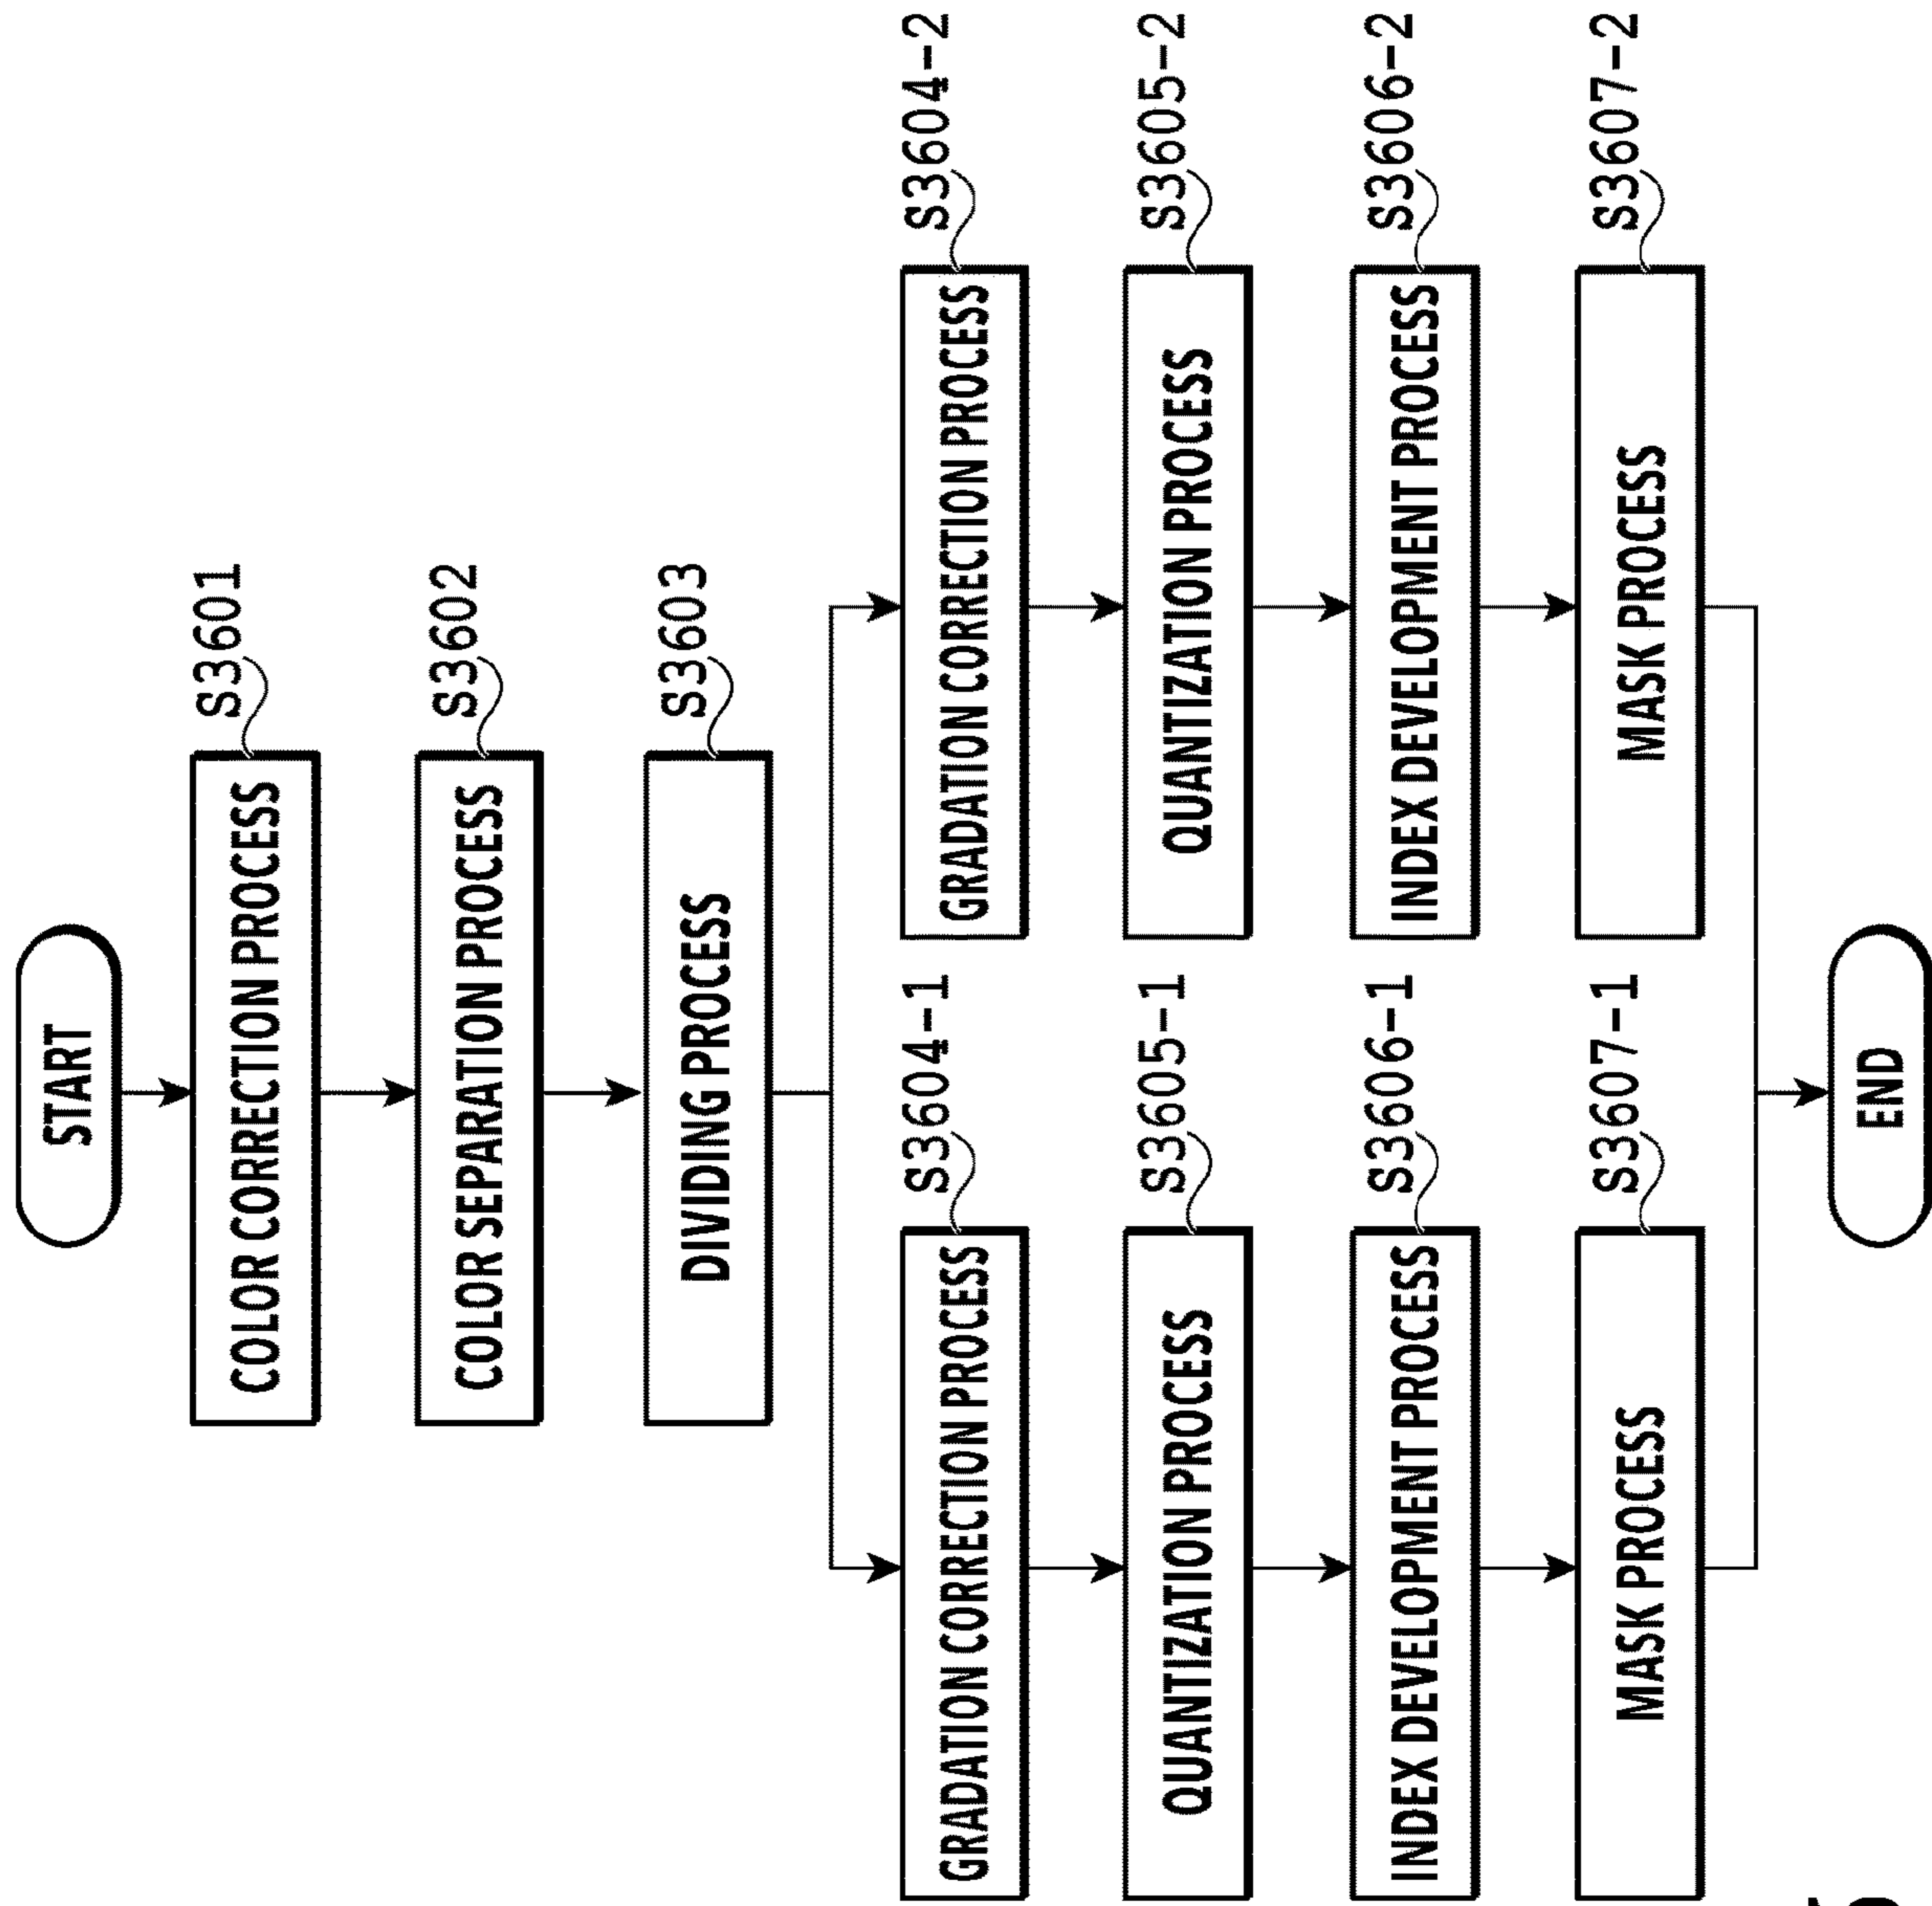 START
COLOR CORRECTION PROCESS
S3601
COLOR SEPARATION PROCESS
S3602
DIVIDING PROCESS
S3603
GRADATION CORRECTION PROCESS
S3604-1
GRADATION CORRECTION PROCESS
S3604-2
QUANTIZATION PROCESS
S3605-1
QUANTIZATION PROCESS
S3605-2
INDEX DEVELOPMENT PROCESS
S3606-1
INDEX DEVELOPMENT PROCESS
S3606-2
MASK PROCESS
S3607-1
MASK PROCESS
S3607-2
END